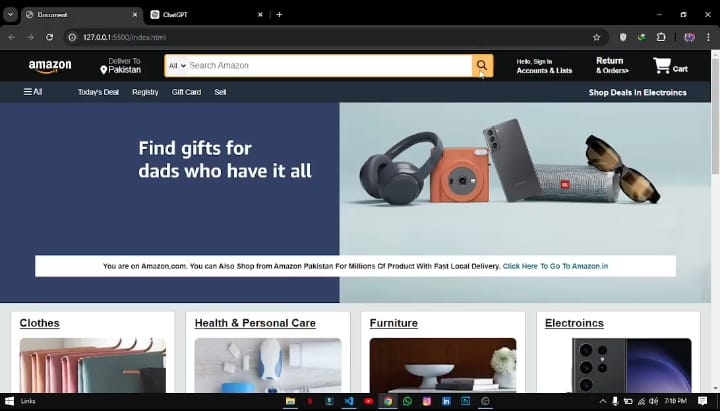 Document
ChatGPT
127.0.0.1:5500/index.html
amazon
Deliver To
Pakistan
All
Search Amazon
Hello, Sign In
Accounts & Lists
Return
& Orders>
Cart
All
Today's Deal
Registry
Gift Card
Sell
Shop Deals In Electroincs
Find gifts for
dads who have it all
JBL
You are on Amazon.com. You can Also Shop from Amazon Pakistan For Millions Of Product With Fast Local Delivery. Click Here To Go To Amazon.in
Clothes
Health & Personal Care
Furniture
Electroincs
Links
7:10 PM